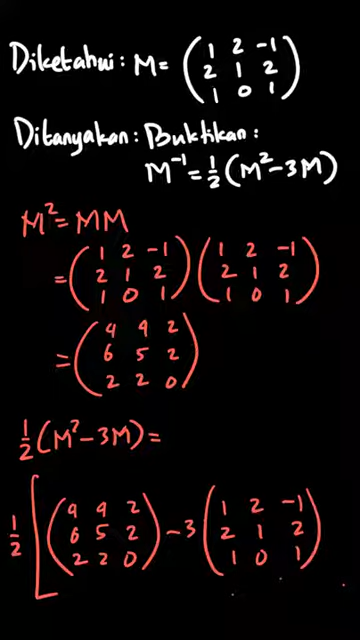 Diketahui: M = (1 2 -1
2 1 2
1 0 1)
Ditanyakan: Buktikan:
M⁻¹ = ½ (M² - 3M)
M² = MM
= (1 2 -1 ) (1 2 -1
2 1 2 2 1 2
1 0 1) 1 0 1)
= (4 4 2
6 5 2
2 2 0)
½ (M² - 3M) =
½ [ (4 4 2 ) - 3 (1 2 -1
6 5 2 2 1 2
2 2 0) 1 0 1)